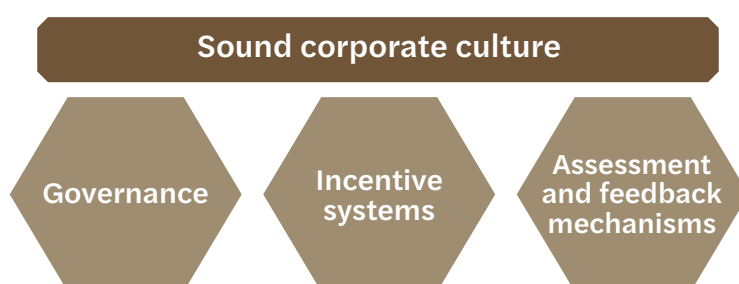 Sound corporate culture
Governance
Incentive
systems
Assessment
and feedback
mechanisms